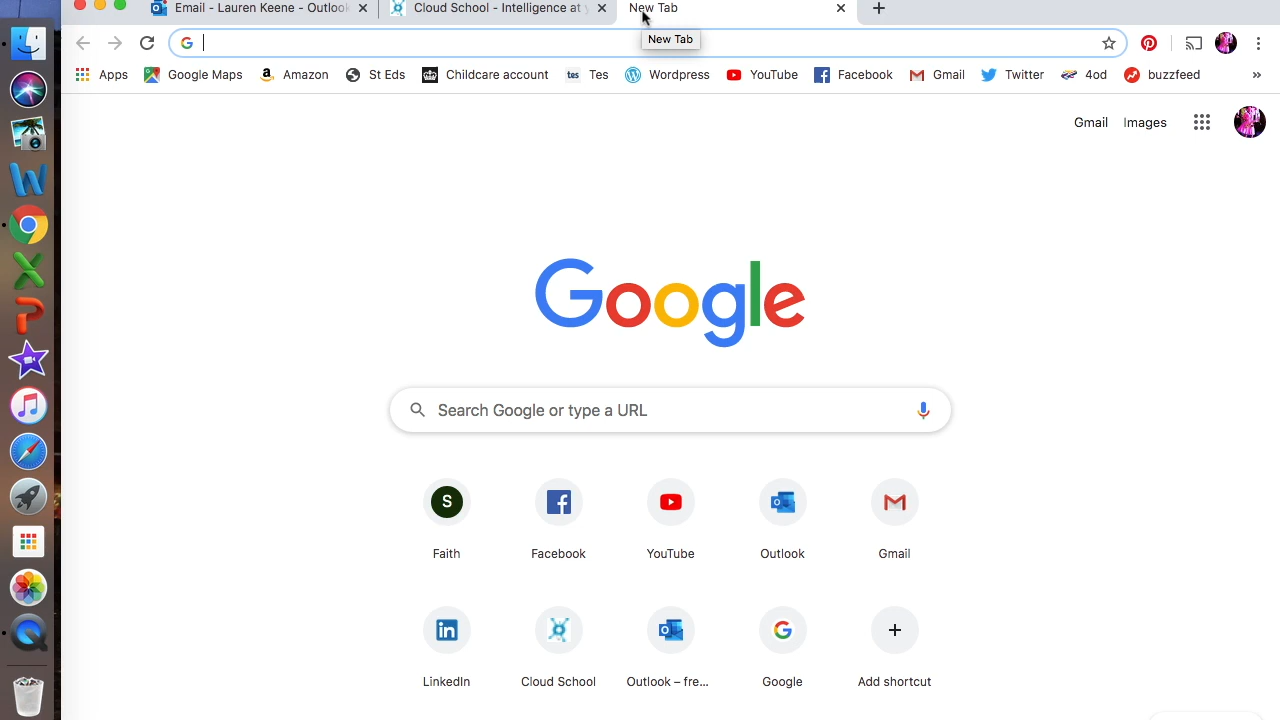 Email - Lauren Keene - Outlook
Cloud School - Intelligence at y
New Tab
New Tab
Apps
Google Maps
Amazon
St Eds
Childcare account
tes
Tes
Wordpress
YouTube
Facebook
Gmail
Twitter
4od
buzzfeed
Gmail
Images
Google
Search Google or type a URL
S
Faith
Facebook
YouTube
Outlook
Gmail
LinkedIn
Cloud School
Outlook – fre...
Google
Add shortcut